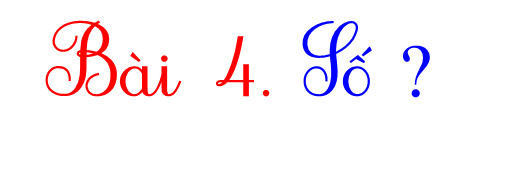 Bài 4. Số ?